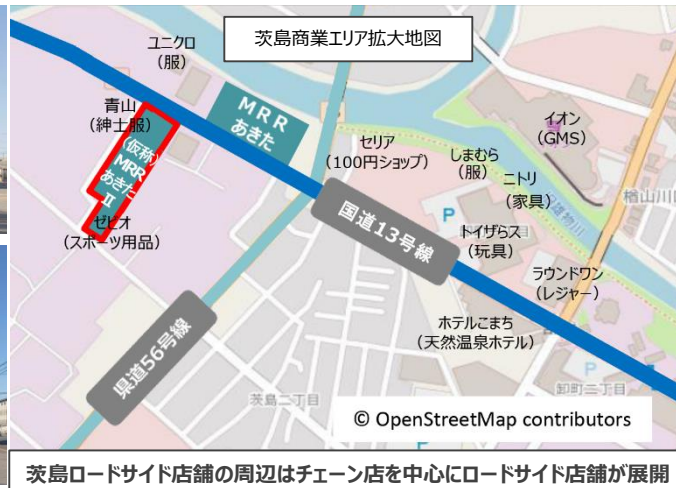 茨島商業エリア拡大地図
ユニクロ
(服)
青山
(紳士服)
(仮称)
MRR
あきた
Ⅱ
ゼビオ
(スポーツ用品)
MRR
あきた
セリア
(100円ショップ)
しまむら
(服)
ニトリ
(家具)
イオン
(GMS)
国道13号線
P
トイザらス
(玩具)
ラウンドワン
(レジャー)
ホテルこまち
(天然温泉ホテル)
県道56号線
茨島二丁目
卸町二丁目
P
P
© OpenStreetMap contributors
茨島ロードサイド店舗の周辺はチェーン店を中心にロードサイド店舗が展開